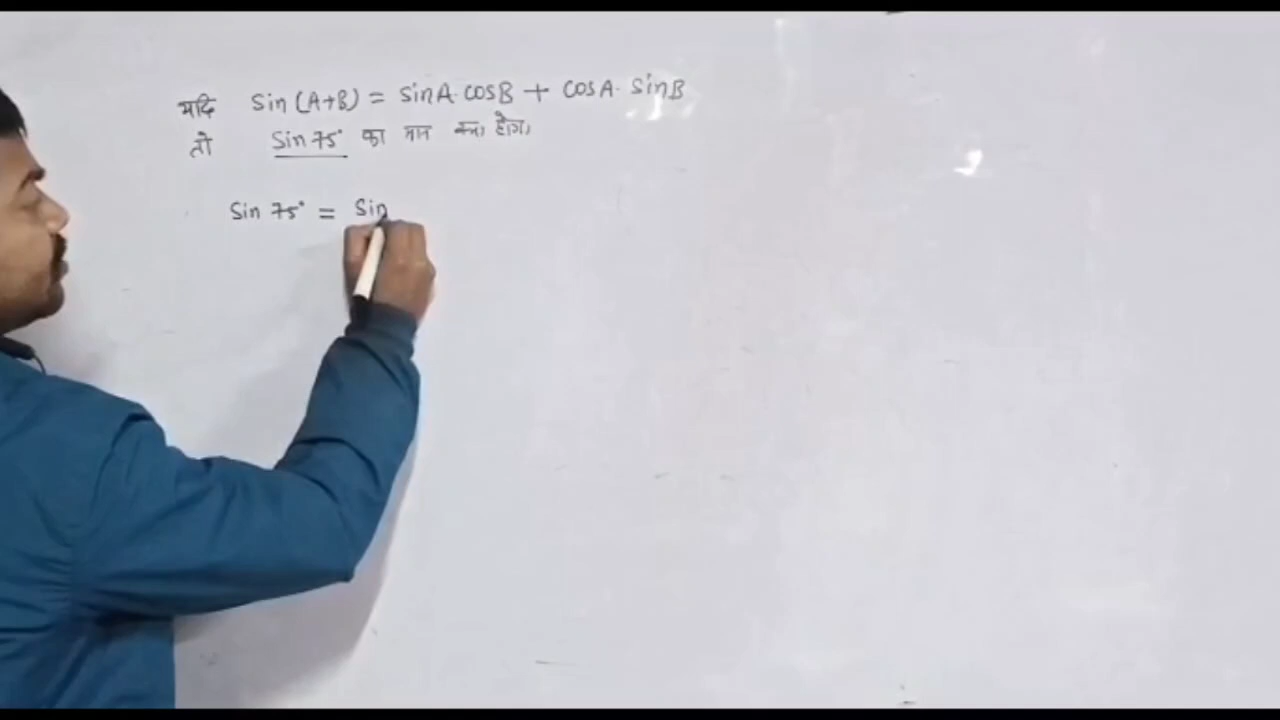 यदि Sin (A+B) = SinA. COSB + COSA. SinB
तो Sin 75° का मान क्या होगा।
Sin 75° = Sin